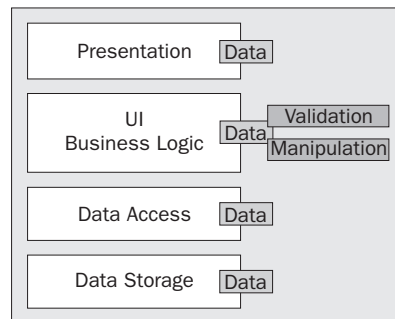 Presentation
Data
UI
Business Logic
Data
Validation
Manipulation
Data Access
Data
Data Storage
Data